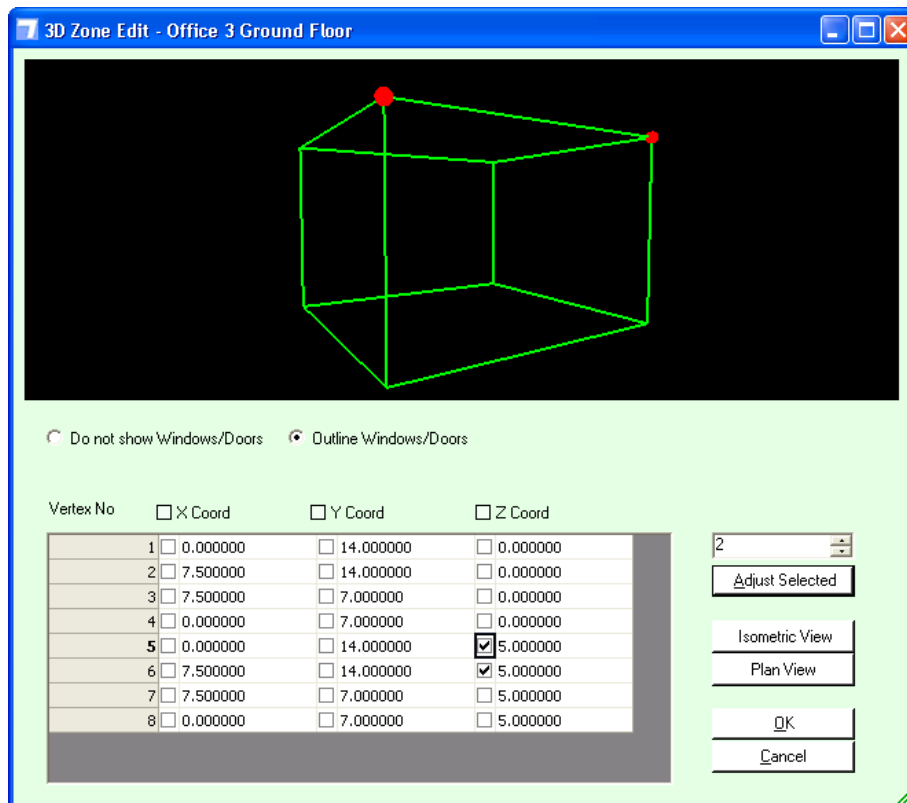 3D Zone Edit - Office 3 Ground Floor
Do not show Windows/Doors Outline Windows/Doors
Vertex No X Coord Y Coord Z Coord
1 0.000000 14.000000 0.000000
2 7.500000 14.000000 0.000000
3 7.500000 7.000000 0.000000
4 0.000000 7.000000 0.000000
5 0.000000 14.000000 5.000000
6 7.500000 14.000000 5.000000
7 7.500000 7.000000 5.000000
8 0.000000 7.000000 5.000000
2
Adjust Selected
Isometric View
Plan View
OK
Cancel